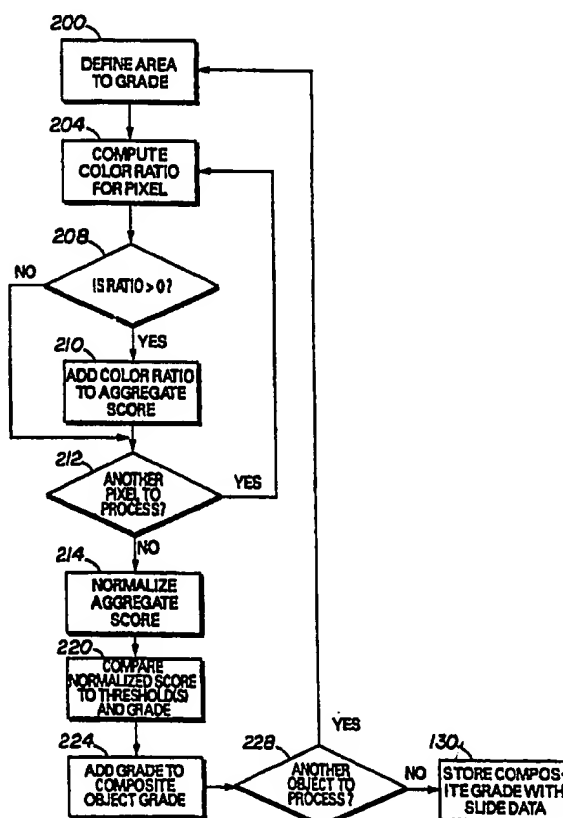 200
DEFINE AREA
TO GRADE
204
COMPUTE
COLOR RATIO
FOR PIXEL
208
NO
IS RATIO > 0?
YES
210
ADD COLOR RATIO
TO AGGREGATE
SCORE
212
ANOTHER
PIXEL TO
PROCESS?
YES
NO
214
NORMALIZE
AGGREGATE
SCORE
220
COMPARE
NORMALIZED SCORE
TO THRESHOLD(S)
AND GRADE
224
ADD GRADE TO
COMPOSITE
OBJECT GRADE
228
YES
ANOTHER
OBJECT TO
PROCESS?
NO
130
STORE COMPOS-
ITE GRADE WITH
SLIDE DATA